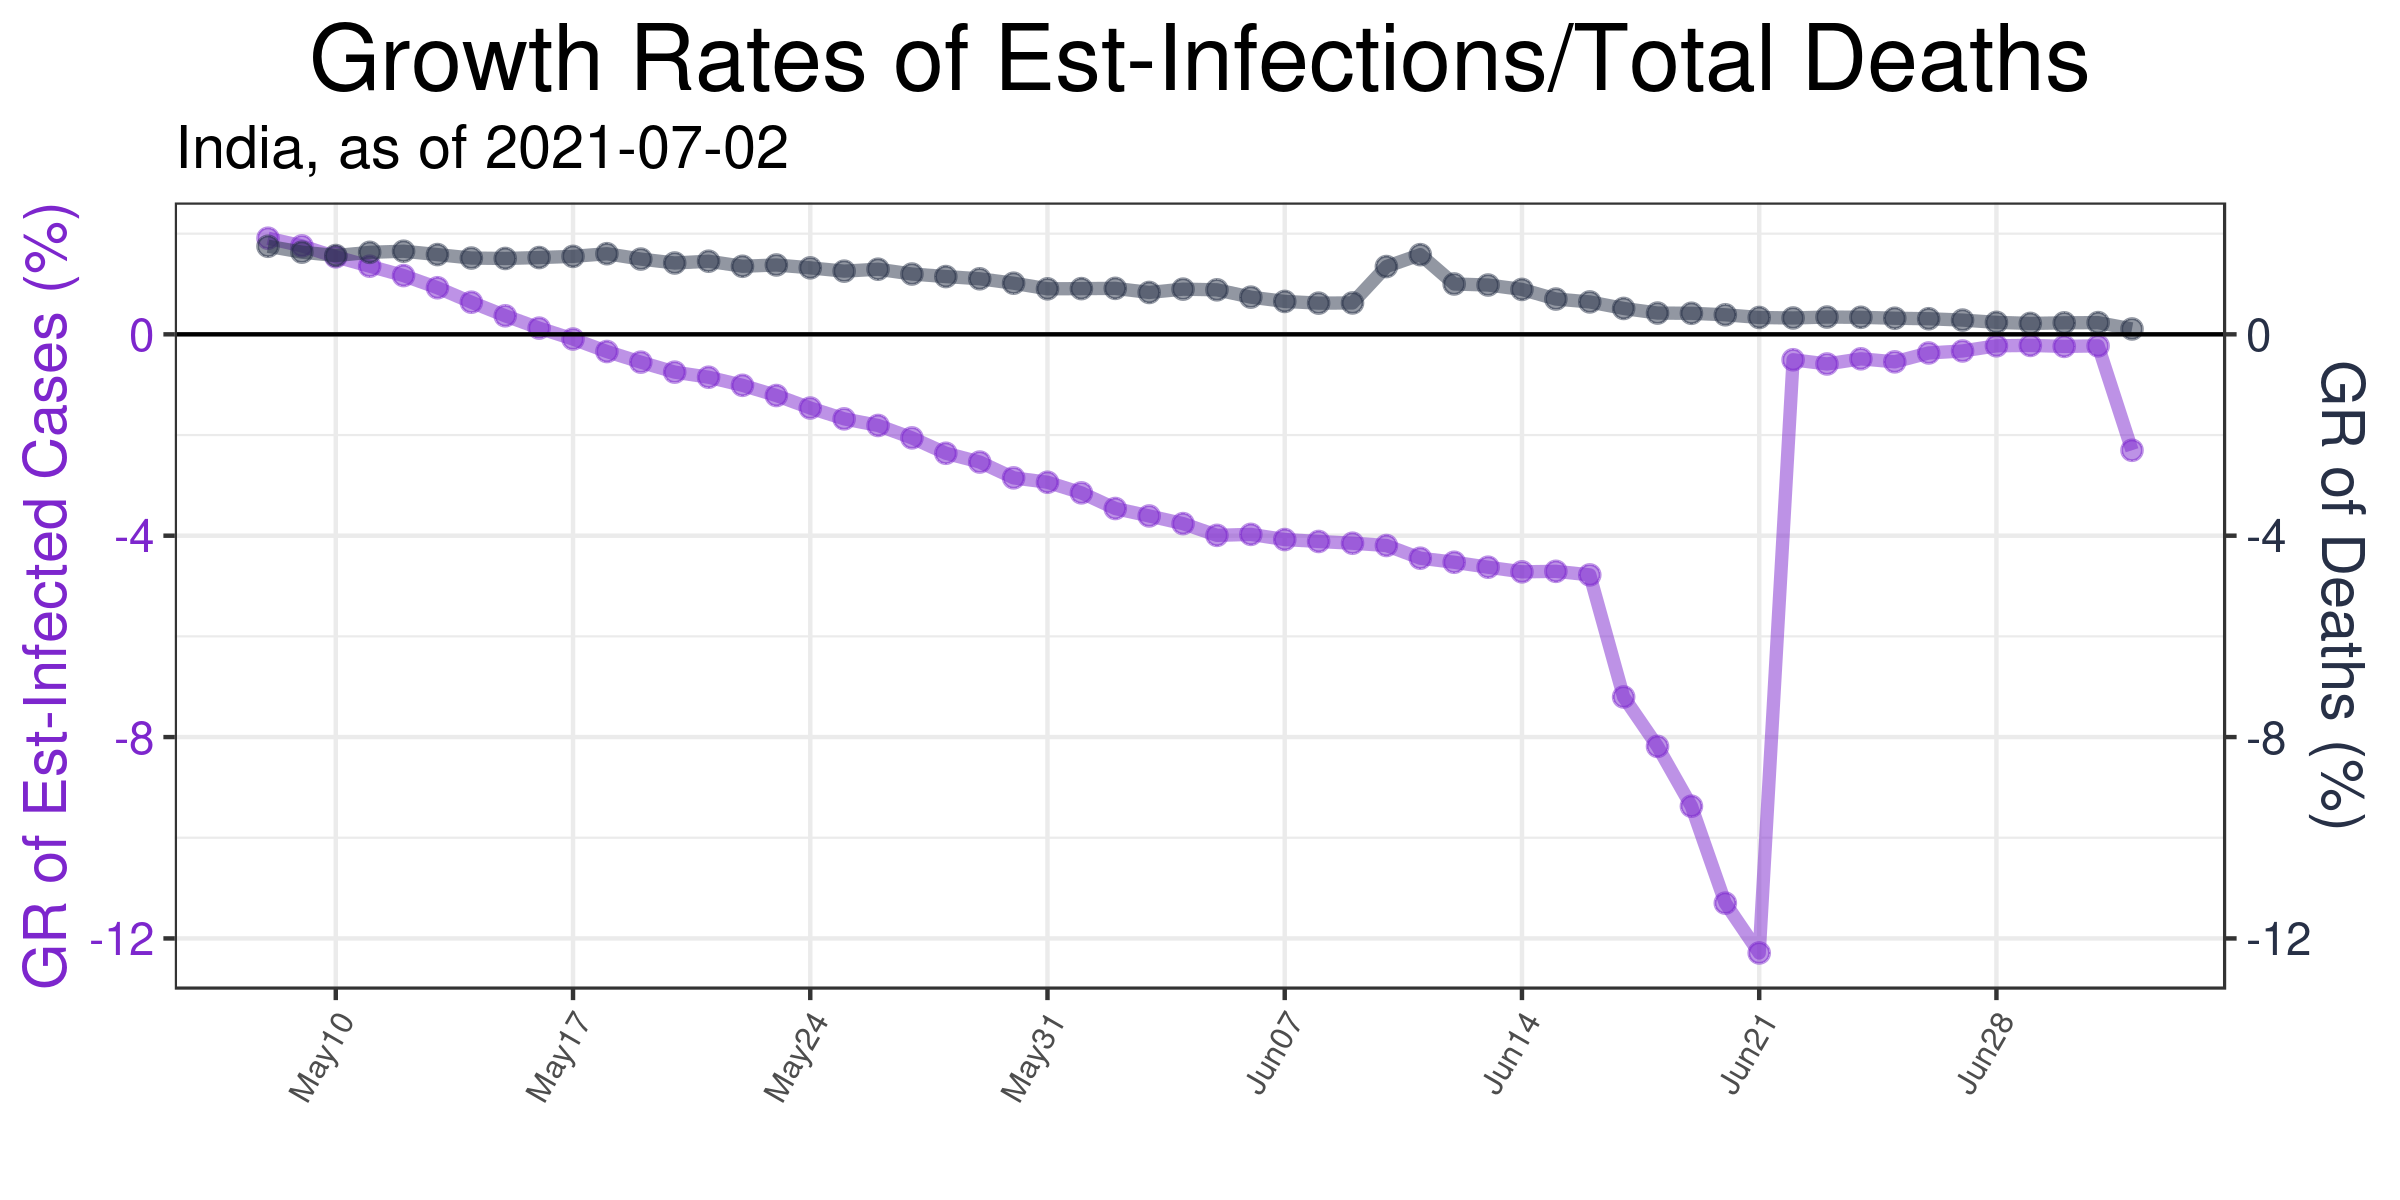 Growth Rates of Est-Infections/Total Deaths
India, as of 2021-07-02
GR of Est-Infected Cases (%)
0
-4
-8
-12
0
-4
-8
-12
GR of Deaths (%)
May10
May17
May24
May31
Jun07
Jun14
Jun21
Jun28